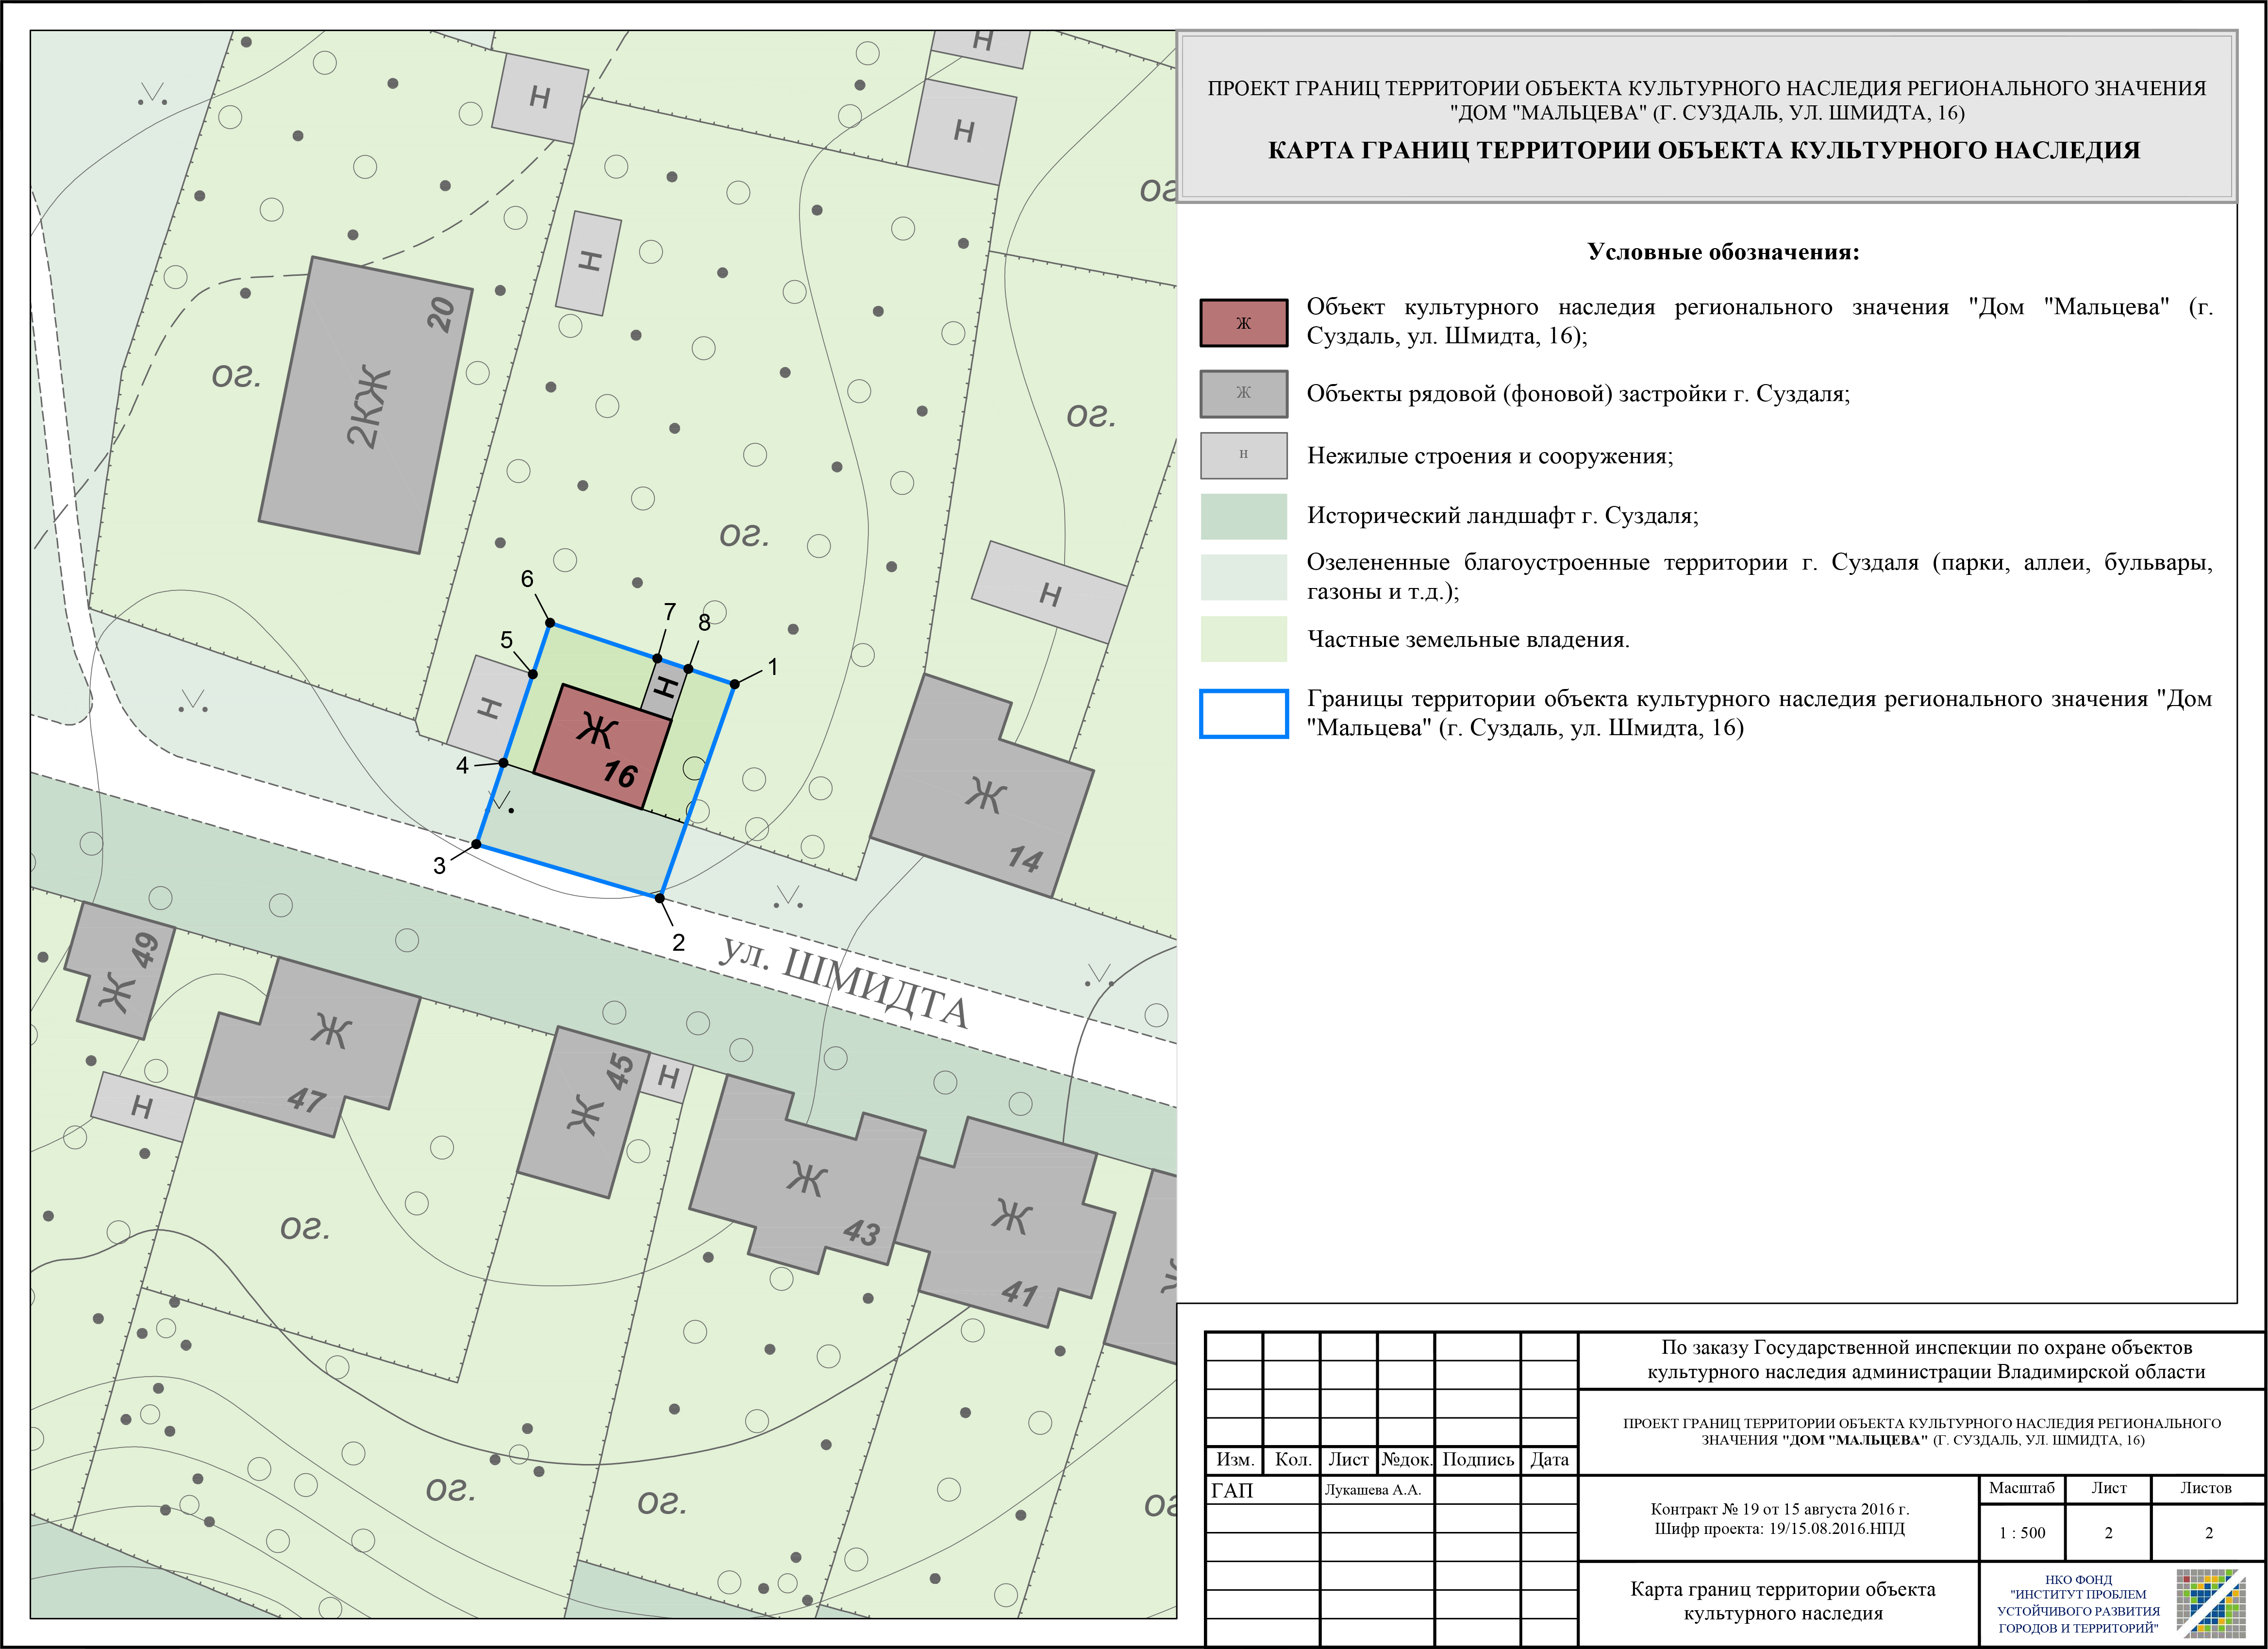 ПРОЕКТ ГРАНИЦ ТЕРРИТОРИИ ОБЪЕКТА КУЛЬТУРНОГО НАСЛЕДИЯ РЕГИОНАЛЬНОГО ЗНАЧЕНИЯ
"ДОМ "МАЛЬЦЕВА" (Г. СУЗДАЛЬ, УЛ. ШМИДТА, 16)
КАРТА ГРАНИЦ ТЕРРИТОРИИ ОБЪЕКТА КУЛЬТУРНОГО НАСЛЕДИЯ
Условные обозначения:
Ж
Объект культурного наследия регионального значения "Дом "Мальцева" (г.
Суздаль, ул. Шмидта, 16);
Ж
Объекты рядовой (фоновой) застройки г. Суздаля;
н
Нежилые строения и сооружения;
Исторический ландшафт г. Суздаля;
Озелененные благоустроенные территории г. Суздаля (парки, аллеи, бульвары,
газоны и т.д.);
Частные земельные владения.
Границы территории объекта культурного наследия регионального значения "Дом
"Мальцева" (г. Суздаль, ул. Шмидта, 16)
Н
Н
Н
ог
Н
20
2КЖ
ог.
ог.
ог.
Н
6
7
8
5
1
Н
Н
Ж
16
4
3
2
Ж
14
ул. ШМИДТА
49
Ж
Ж
47
Н
45
Ж
Н
Ж
43
Ж
41
Ж
ог.
ог.
ог.
ог
По заказу Государственной инспекции по охране объектов
культурного наследия администрации Владимирской области
ПРОЕКТ ГРАНИЦ ТЕРРИТОРИИ ОБЪЕКТА КУЛЬТУРНОГО НАСЛЕДИЯ РЕГИОНАЛЬНОГО
ЗНАЧЕНИЯ "ДОМ "МАЛЬЦЕВА" (Г. СУЗДАЛЬ, УЛ. ШМИДТА, 16)
Изм. Кол. Лист №док. Подпись Дата
ГАП Лукашева А.А.
Контракт № 19 от 15 августа 2016 г.
Шифр проекта: 19/15.08.2016.НПД
Масштаб Лист Листов
1 : 500 2 2
Карта границ территории объекта
культурного наследия
НКО ФОНД
"ИНСТИТУТ ПРОБЛЕМ
УСТОЙЧИВОГО РАЗВИТИЯ
ГОРОДОВ И ТЕРРИТОРИЙ"